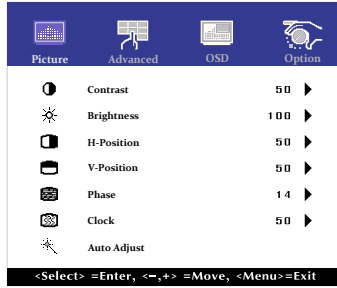 Picture Advanced OSD Option
Contrast 50
Brightness 100
H-Position 50
V-Position 50
Phase 14
Clock 50
Auto Adjust
<Select> =Enter, <−,+> =Move, <Menu>=Exit